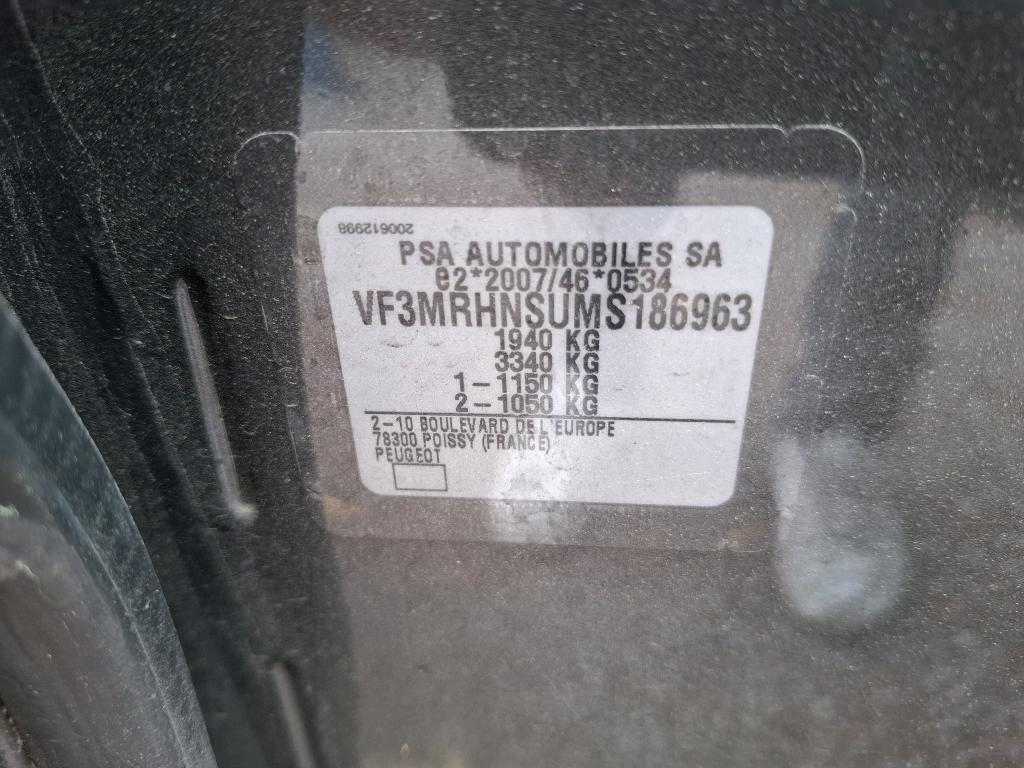 200612998
PSA AUTOMOBILES SA
e2*2007/46*0534
VF3MRHNSUMS186963
1940 KG
3340 KG
1-1150 KG
2-1050 KG
2-10 BOULEVARD DE L'EUROPE
78300 POISSY (FRANCE)
PEUGEOT